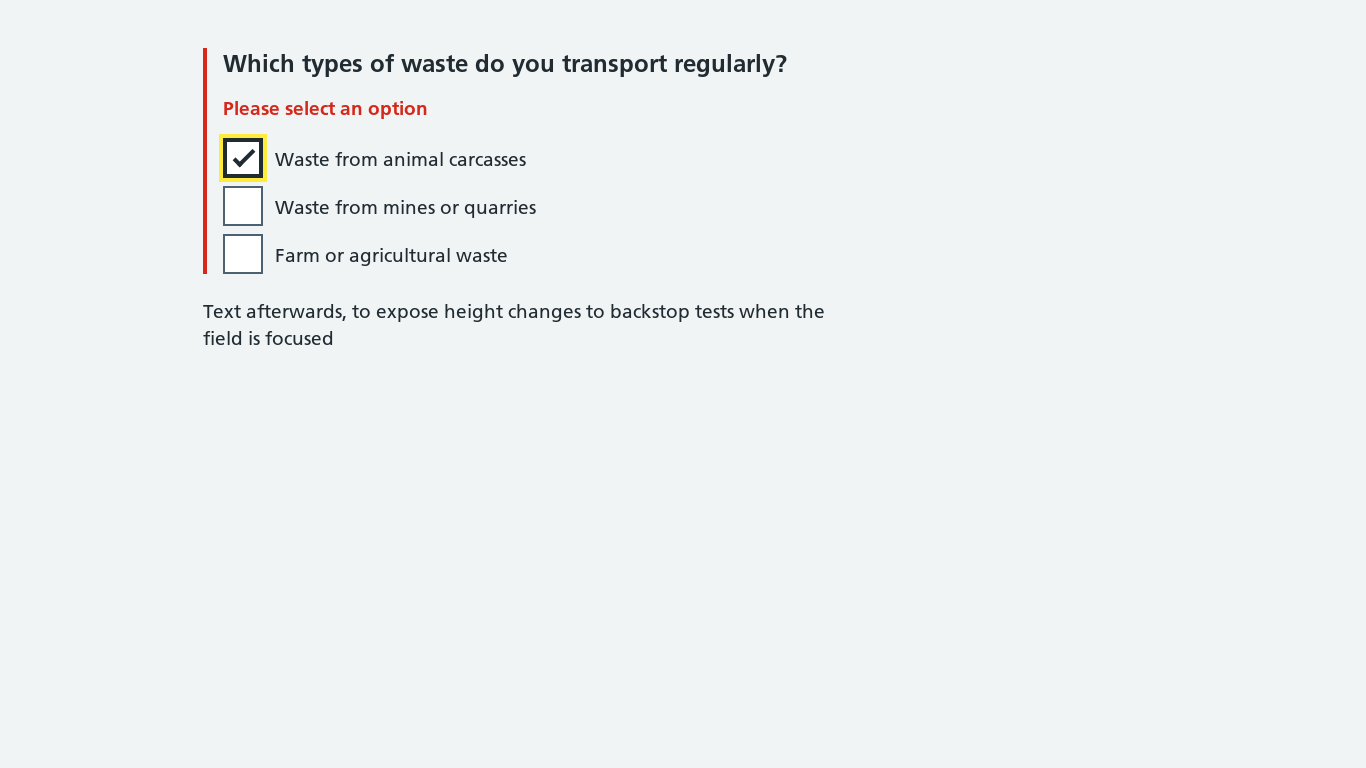 Which types of waste do you transport regularly?
Please select an option
Waste from animal carcasses
Waste from mines or quarries
Farm or agricultural waste
Text afterwards, to expose height changes to backstop tests when the
field is focused